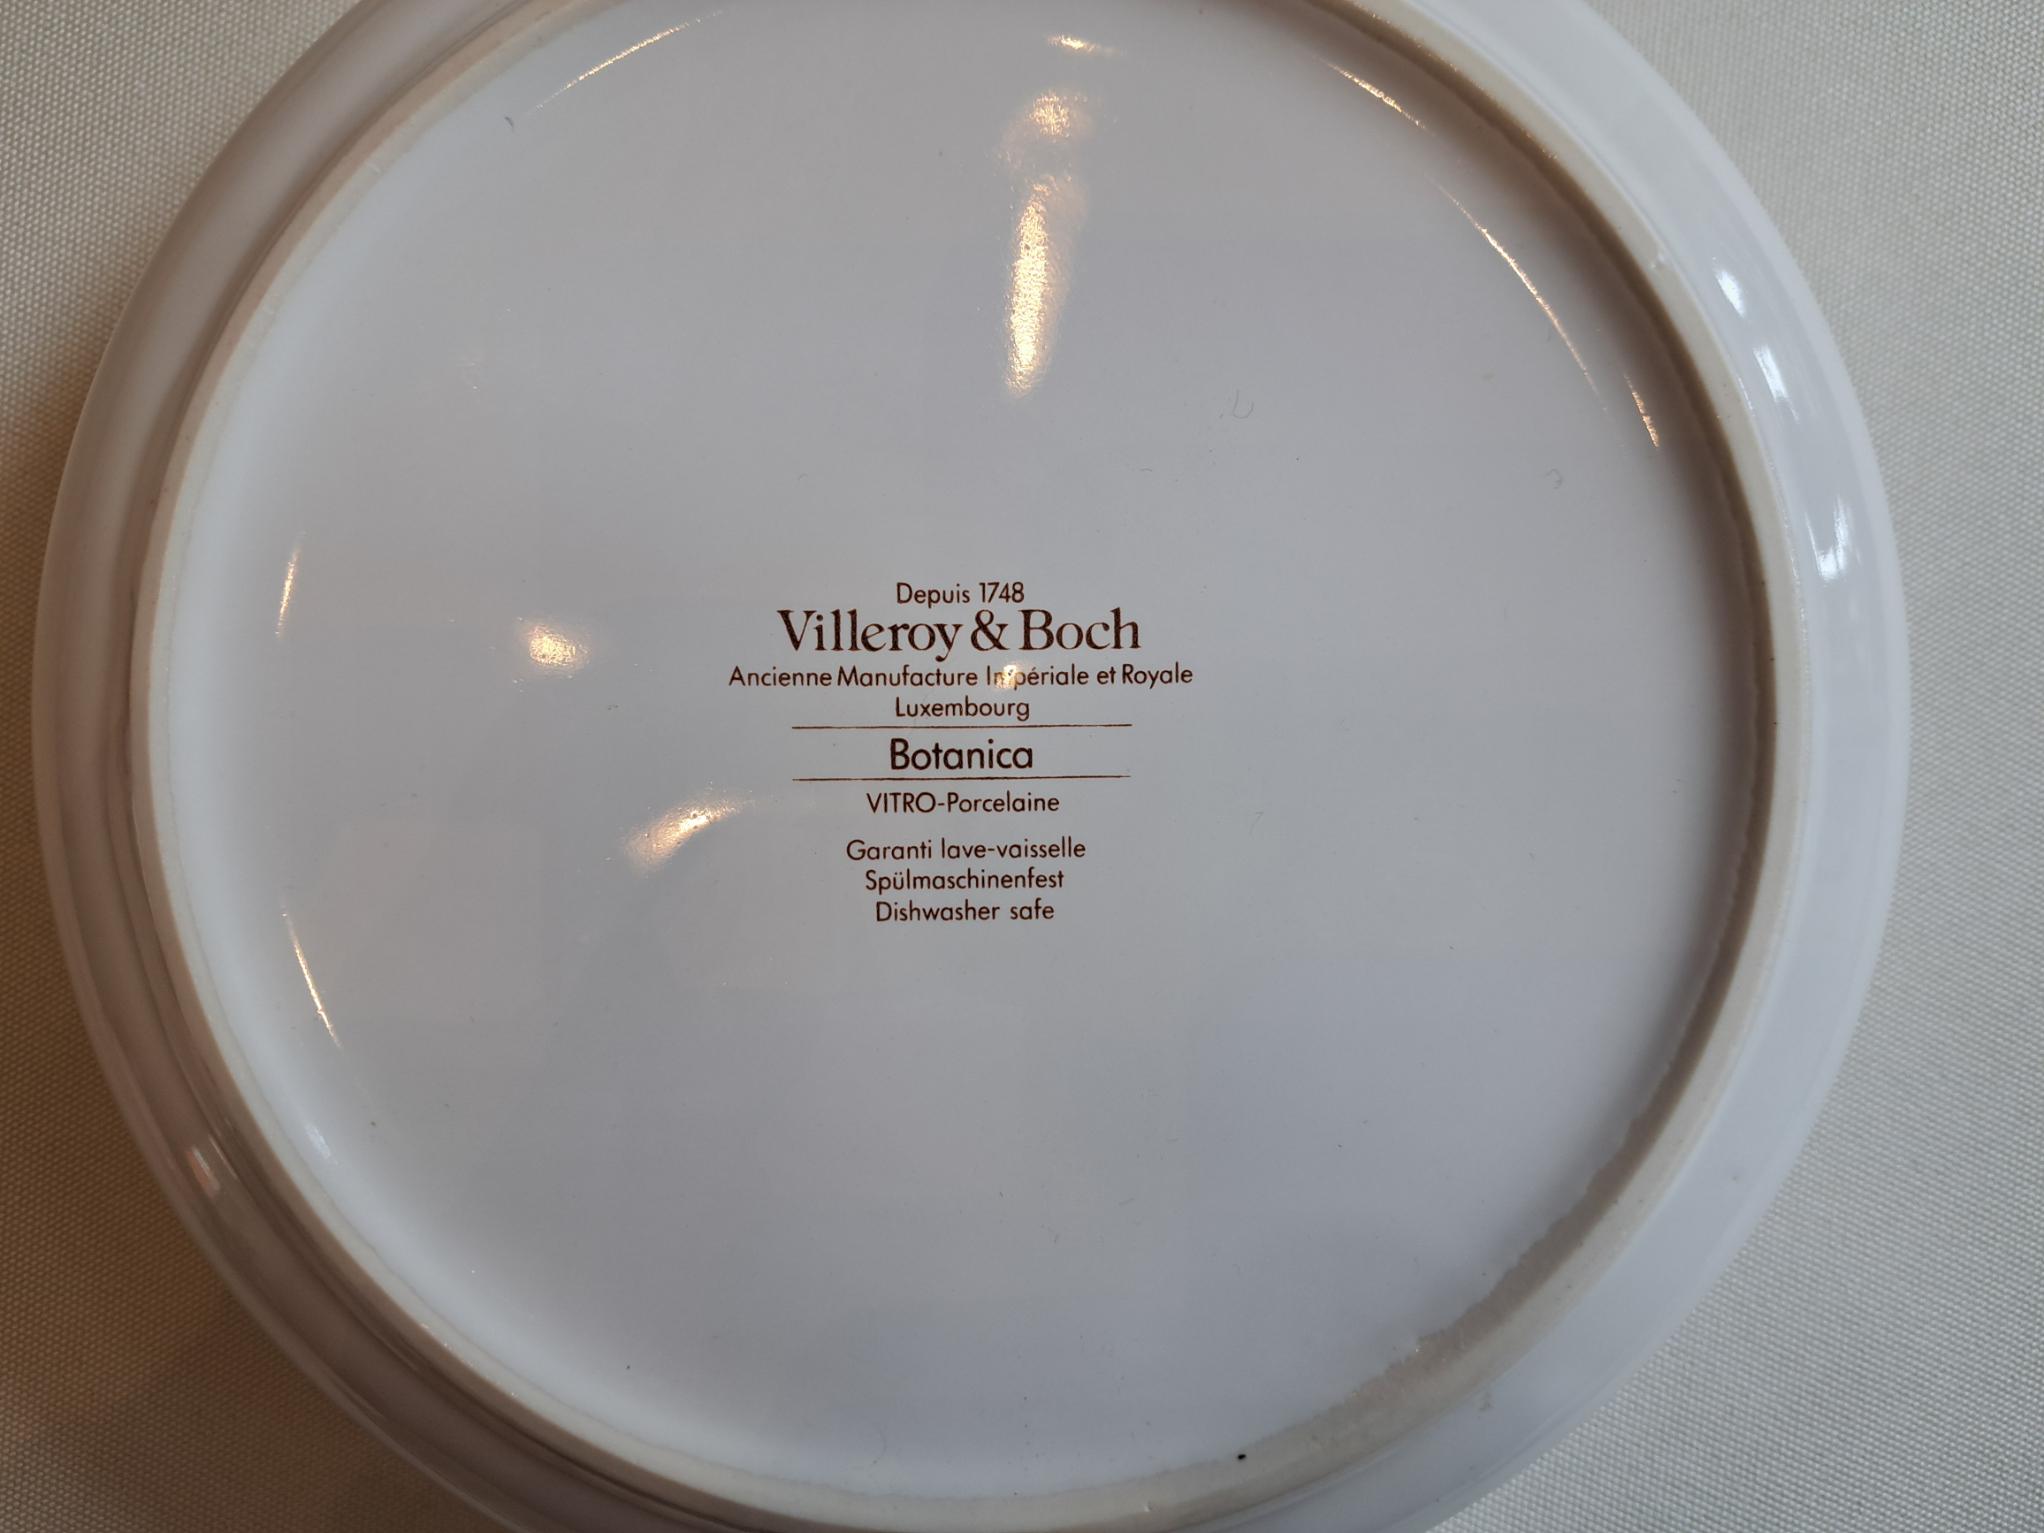 Depuis 1748
Villeroy & Boch
Ancienne Manufacture Impériale et Royale
Luxembourg
Botanica
VITRO-Porcelaine
Garanti lave-vaisselle
Spülmaschinenfest
Dishwasher safe